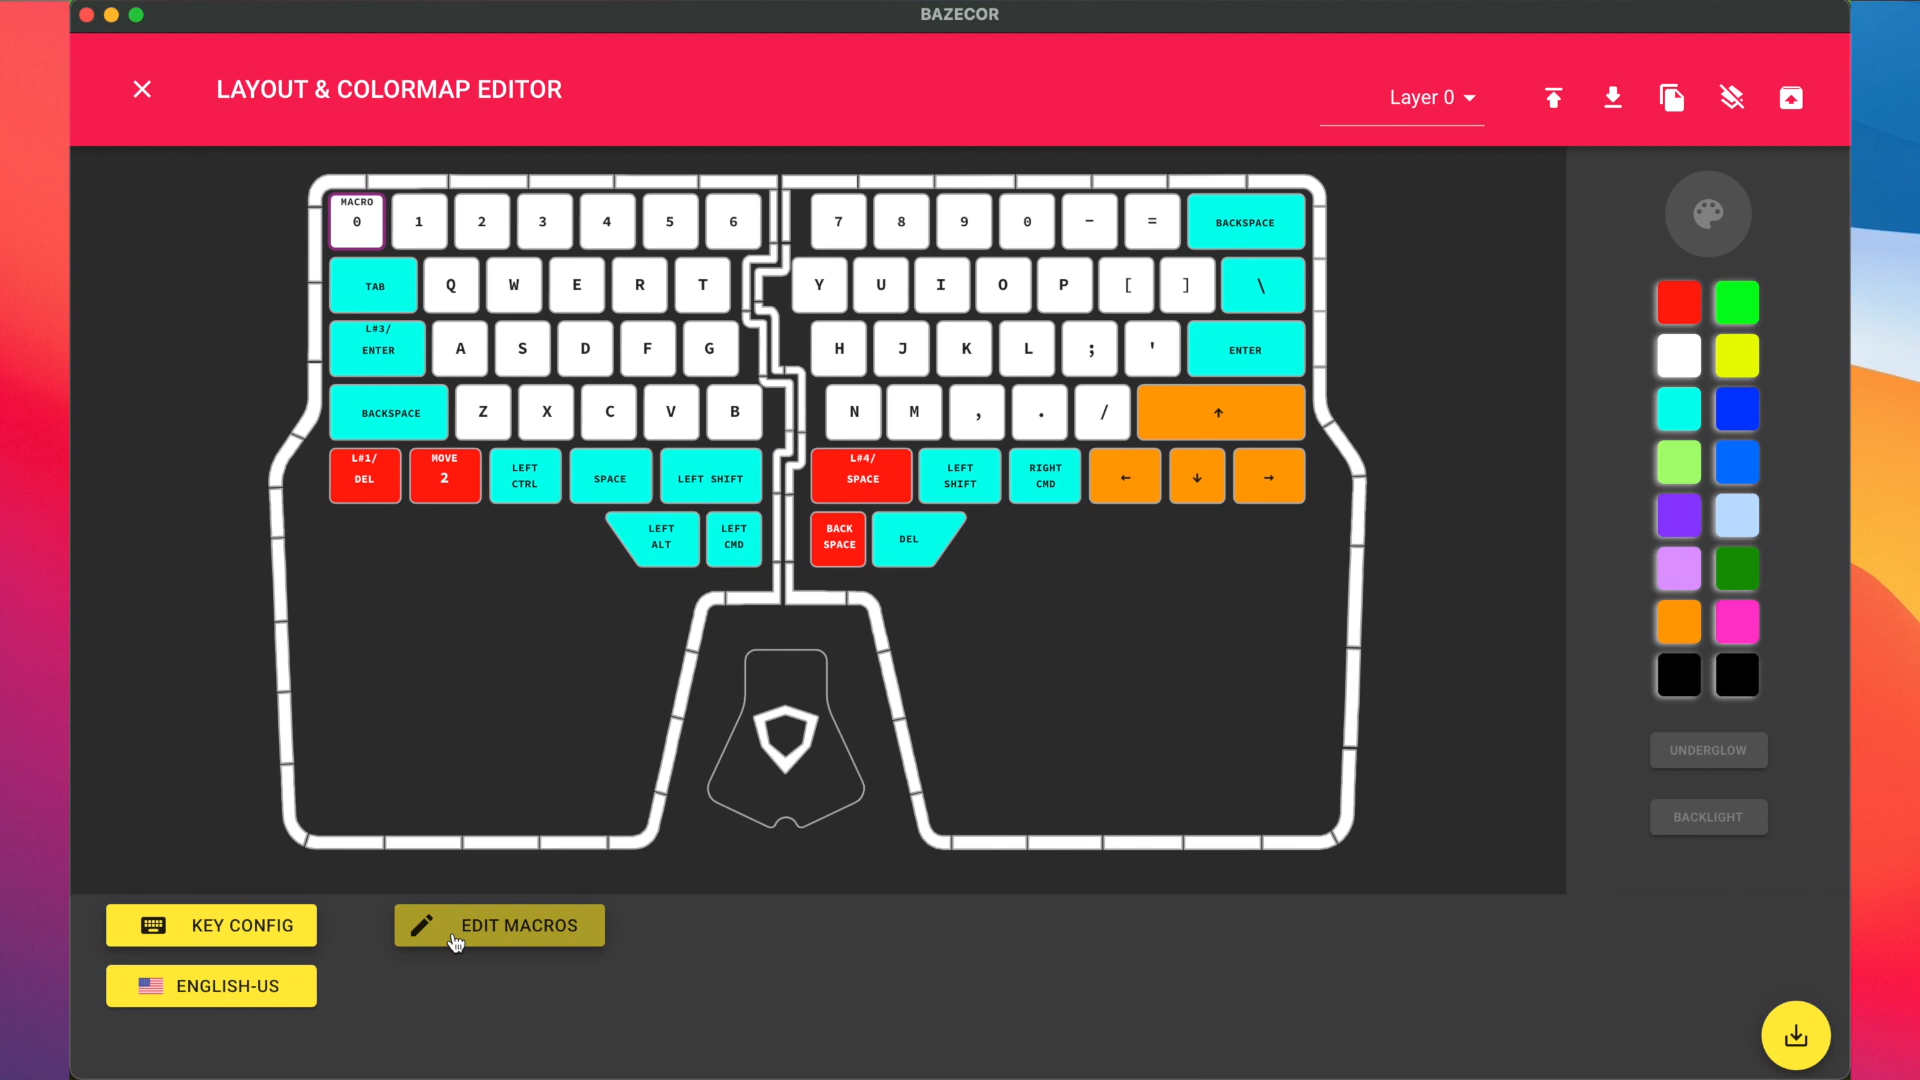 BAZECOR
LAYOUT & COLORMAP EDITOR
Layer 0
MACRO
0 1 2 3 4 5 6 7 8 9 0 - = BACKSPACE
TAB Q W E R T Y U I O P [ ] \
L#3/
ENTER A S D F G H J K L ; ' ENTER
BACKSPACE Z X C V B N M , . / ↑
L#1/
DEL
MOVE
2
LEFT
CTRL
SPACE
LEFT SHIFT
L#4/
SPACE
LEFT
SHIFT
RIGHT
CMD
← ↓ →
LEFT
ALT
LEFT
CMD
BACK
SPACE
DEL
UNDERGLOW
BACKLIGHT
KEY CONFIG
EDIT MACROS
ENGLISH-US